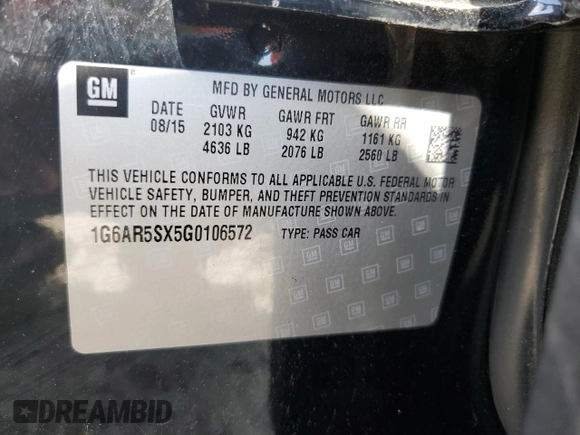 GM
MFD BY GENERAL MOTORS LLC
DATE GVWR GAWR FRT GAWR RR
08/15 2103 KG 942 KG 1161 KG
4636 LB 2076 LB 2560 LB
THIS VEHICLE CONFORMS TO ALL APPLICABLE U.S. FEDERAL MOTOR
VEHICLE SAFETY, BUMPER, AND THEFT PREVENTION STANDARDS IN
EFFECT ON THE DATE OF MANUFACTURE SHOWN ABOVE.
1G6AR5SX5G0106572 TYPE: PASS CAR
DREAMBID